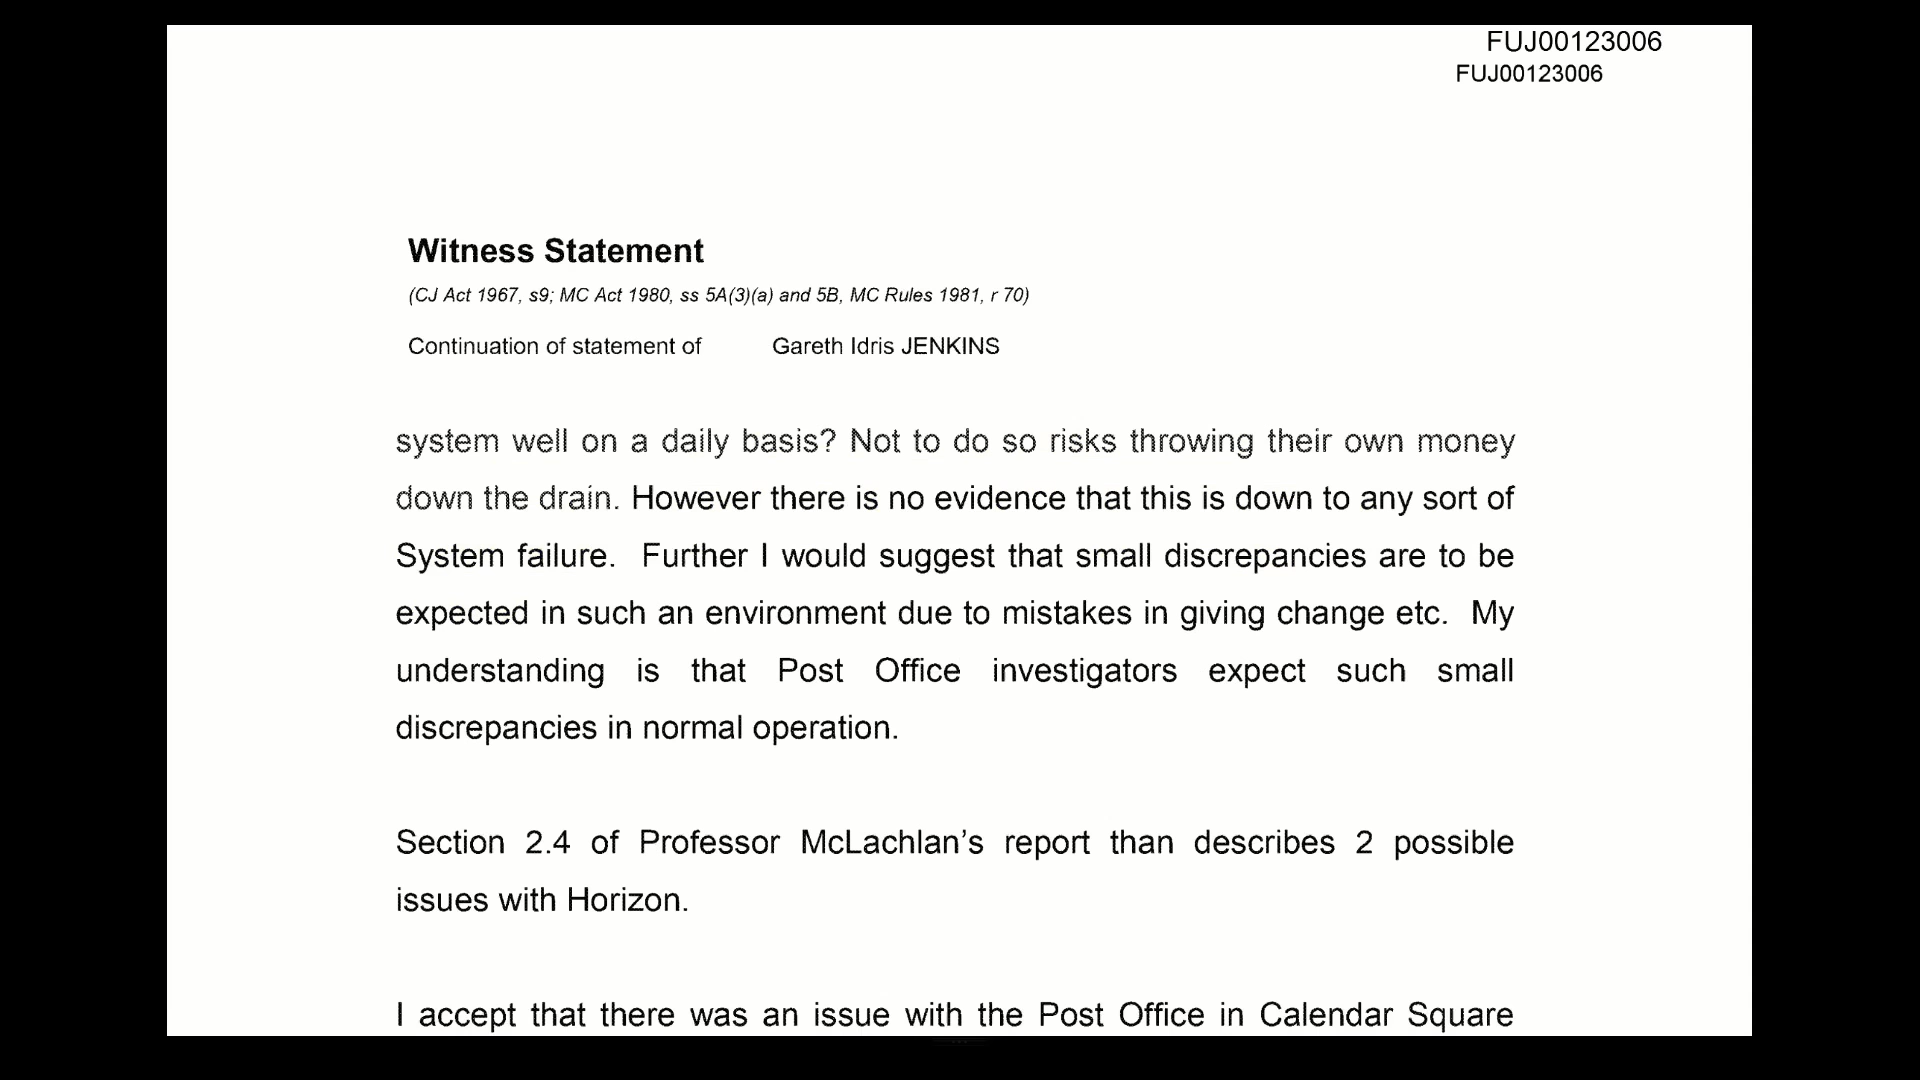 FUJ00123006
FUJ00123006
Witness Statement
(CJ Act 1967, s9; MC Act 1980, ss 5A(3)(a) and 5B, MC Rules 1981, r 70)
Continuation of statement of Gareth Idris JENKINS
system well on a daily basis? Not to do so risks throwing their own money
down the drain. However there is no evidence that this is down to any sort of
System failure. Further I would suggest that small discrepancies are to be
expected in such an environment due to mistakes in giving change etc. My
understanding is that Post Office investigators expect such small
discrepancies in normal operation.
Section 2.4 of Professor McLachlan's report than describes 2 possible
issues with Horizon.
I accept that there was an issue with the Post Office in Calendar Square